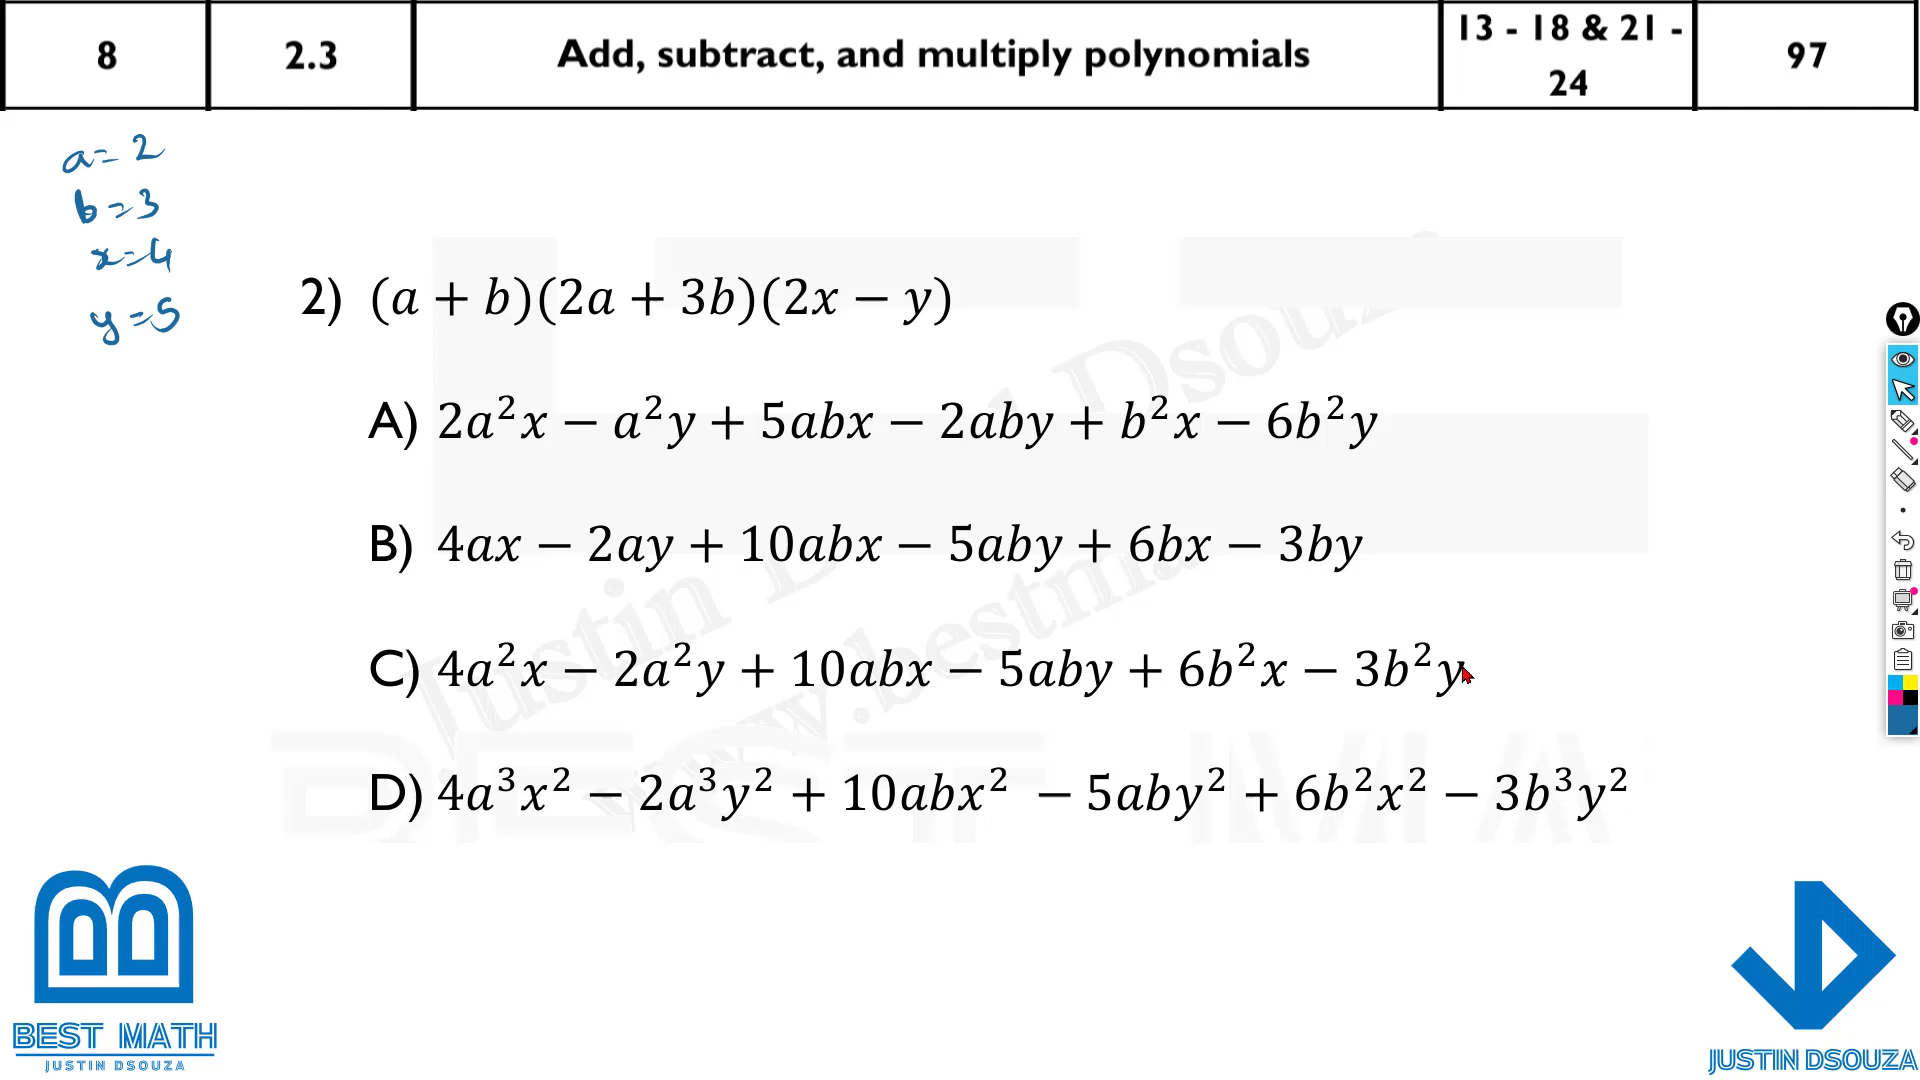 8 2.3 Add, subtract, and multiply polynomials 13 - 18 & 21 - 24 97
a = 2
b = 3
x = 4
y = 5
2) (a + b)(2a + 3b)(2x − y)
A) 2a²x − a²y + 5abx − 2aby + b²x − 6b²y
B) 4ax − 2ay + 10abx − 5aby + 6bx − 3by
C) 4a²x − 2a²y + 10abx − 5aby + 6b²x − 3b²y
D) 4a³x² − 2a³y² + 10abx² − 5aby² + 6b²x² − 3b³y²
BEST MATH
JUSTIN DSOUZA
JUSTIN DSOUZA